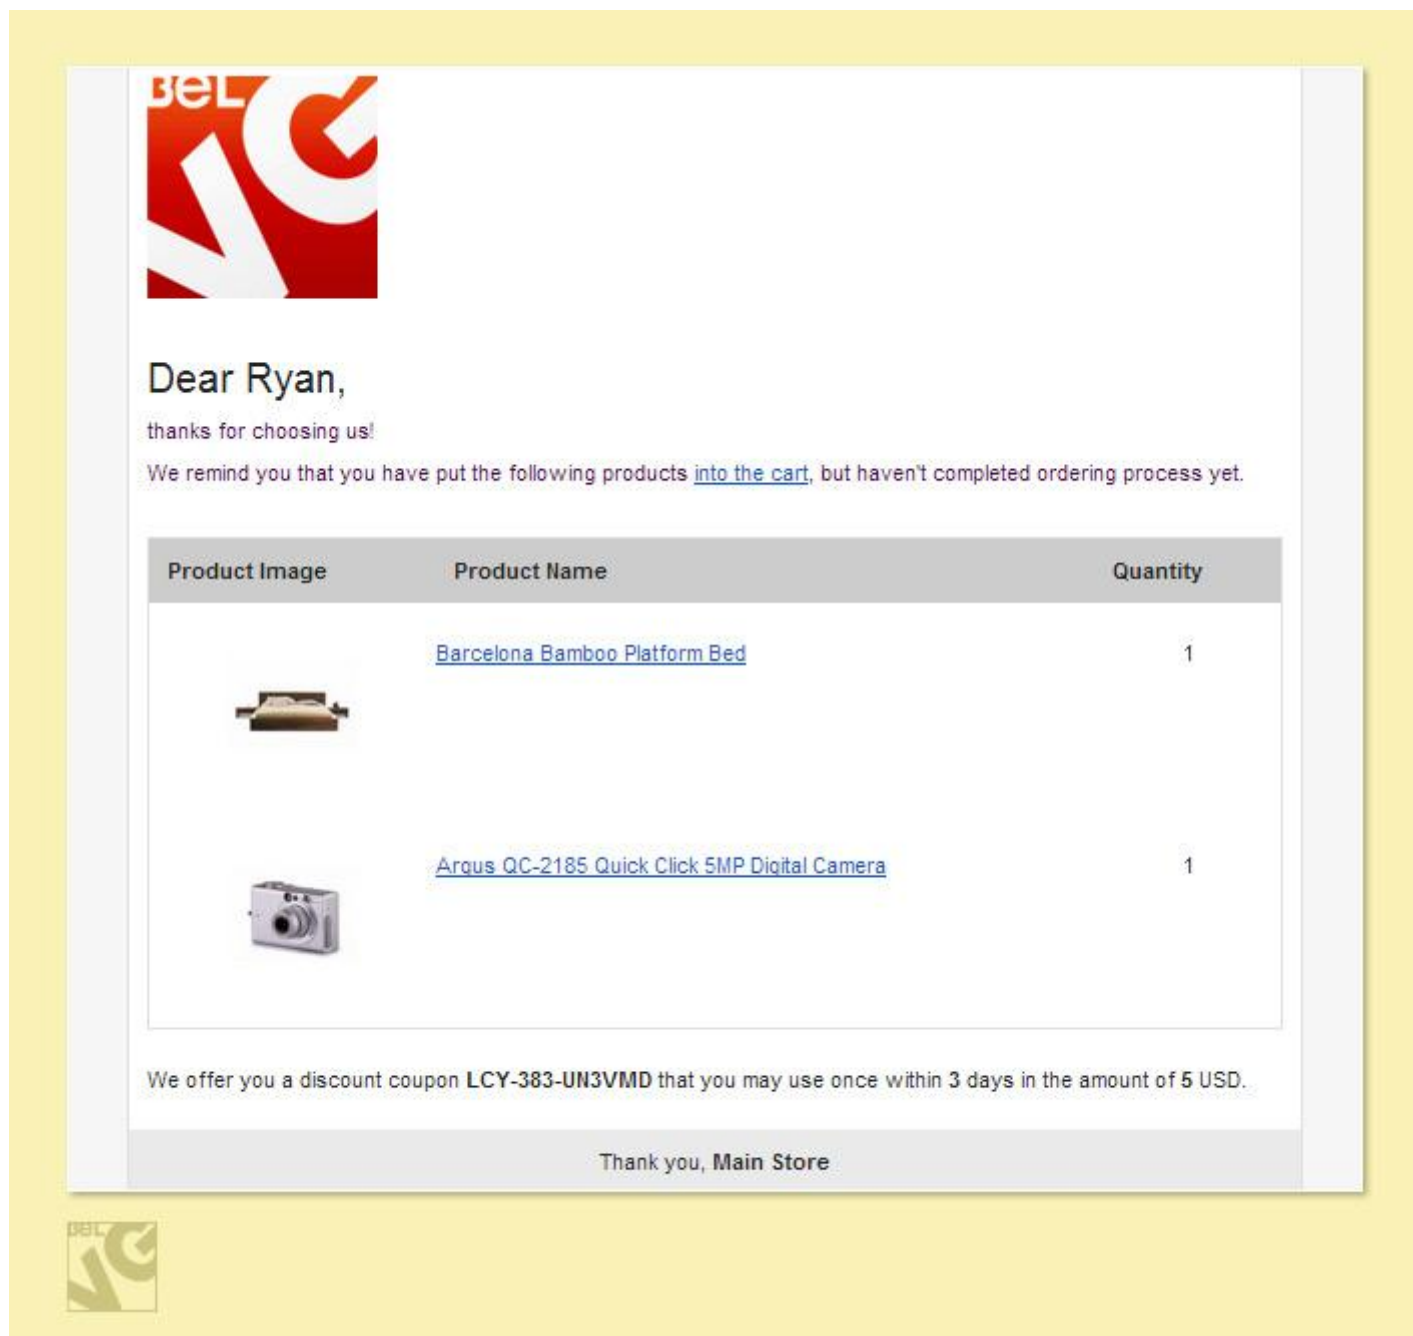 BeL
VG
Dear Ryan,
thanks for choosing us!
We remind you that you have put the following products into the cart, but haven't completed ordering process yet.
Product Image Product Name Quantity
Barcelona Bamboo Platform Bed 1
Argus QC-2185 Quick Click 5MP Digital Camera 1
We offer you a discount coupon LCY-383-UN3VMD that you may use once within 3 days in the amount of 5 USD.
Thank you, Main Store
BeL
VG